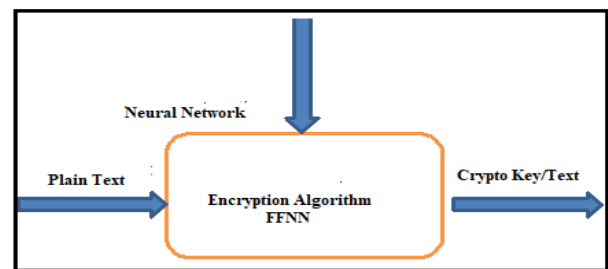 Neural Network
Plain Text
Crypto Key/Text
Encryption Algorithm
FFNN